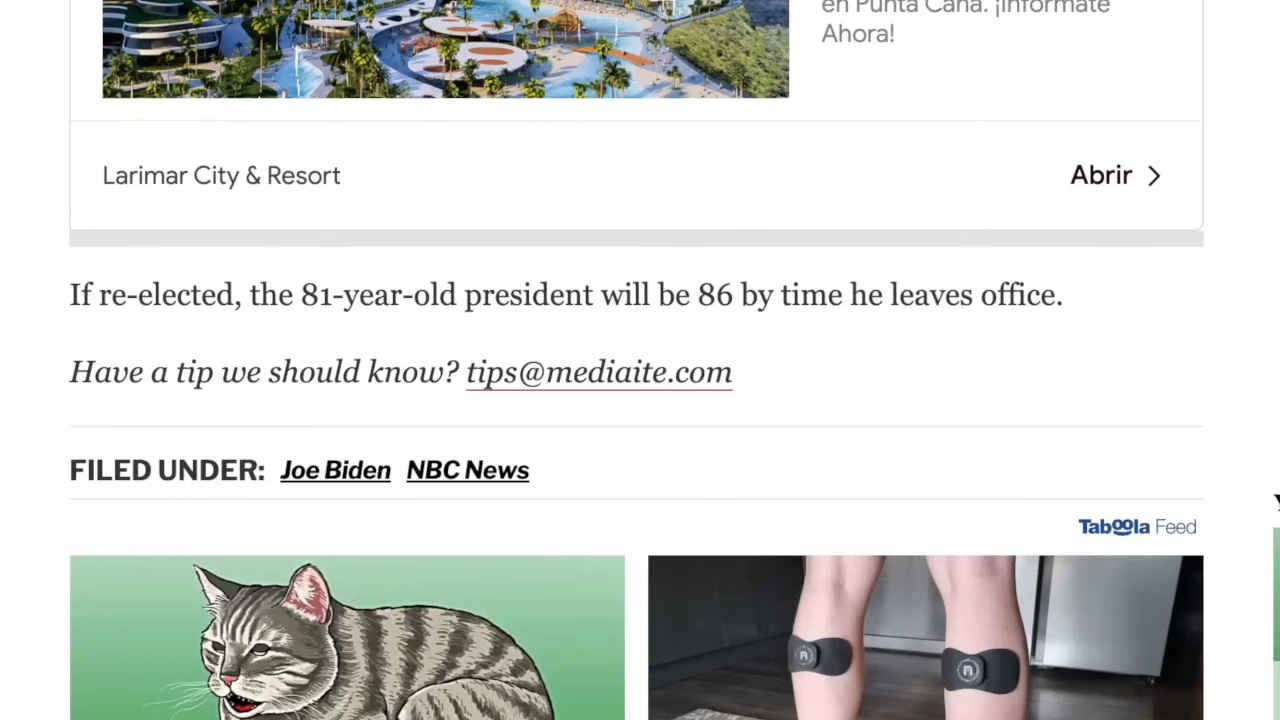 en Punta Cana. ¡Infórmate
Ahora!
Larimar City & Resort
Abrir
If re-elected, the 81-year-old president will be 86 by time he leaves office.
Have a tip we should know? tips@mediaite.com
FILED UNDER: Joe Biden NBC News
Taboola Feed